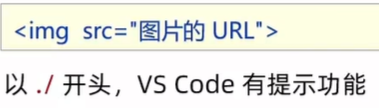 <img src="图片的 URL">
以 ./ 开头，VS Code 有提示功能